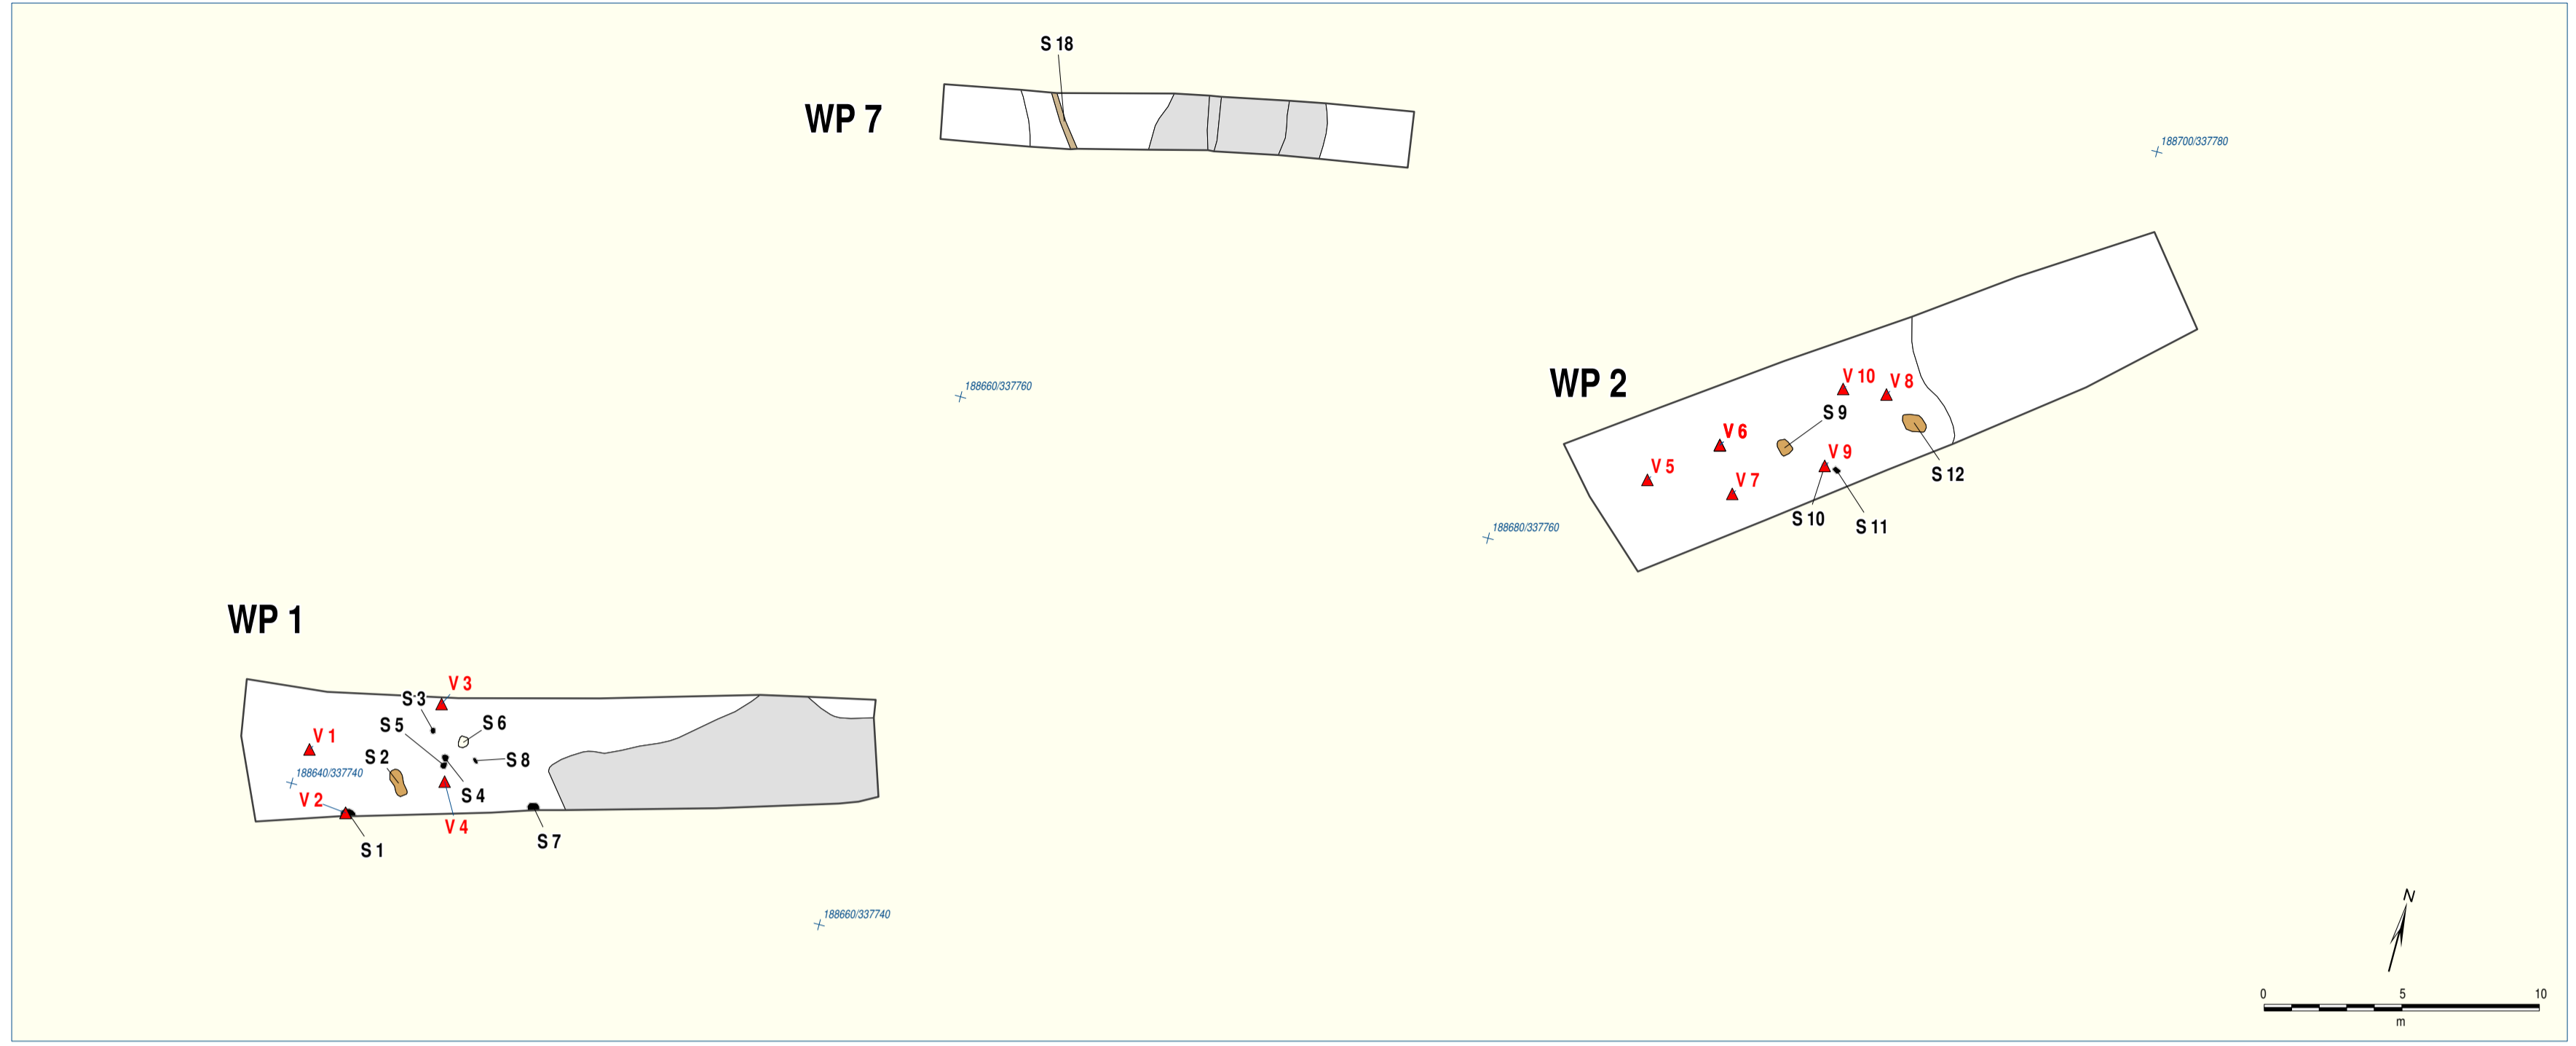 S 18
WP 7
188700/337780
188660/337760
WP 2
V 10
V 8
S 9
V 6
V 9
V 5
V 7
S 12
S 10
S 11
188680/337760
WP 1
V 3
S 3
S 5
S 6
V 1
S 2
S 8
188640/337740
V 2
S 4
V 4
S 7
S 1
188660/337740
N
0 5 10
m